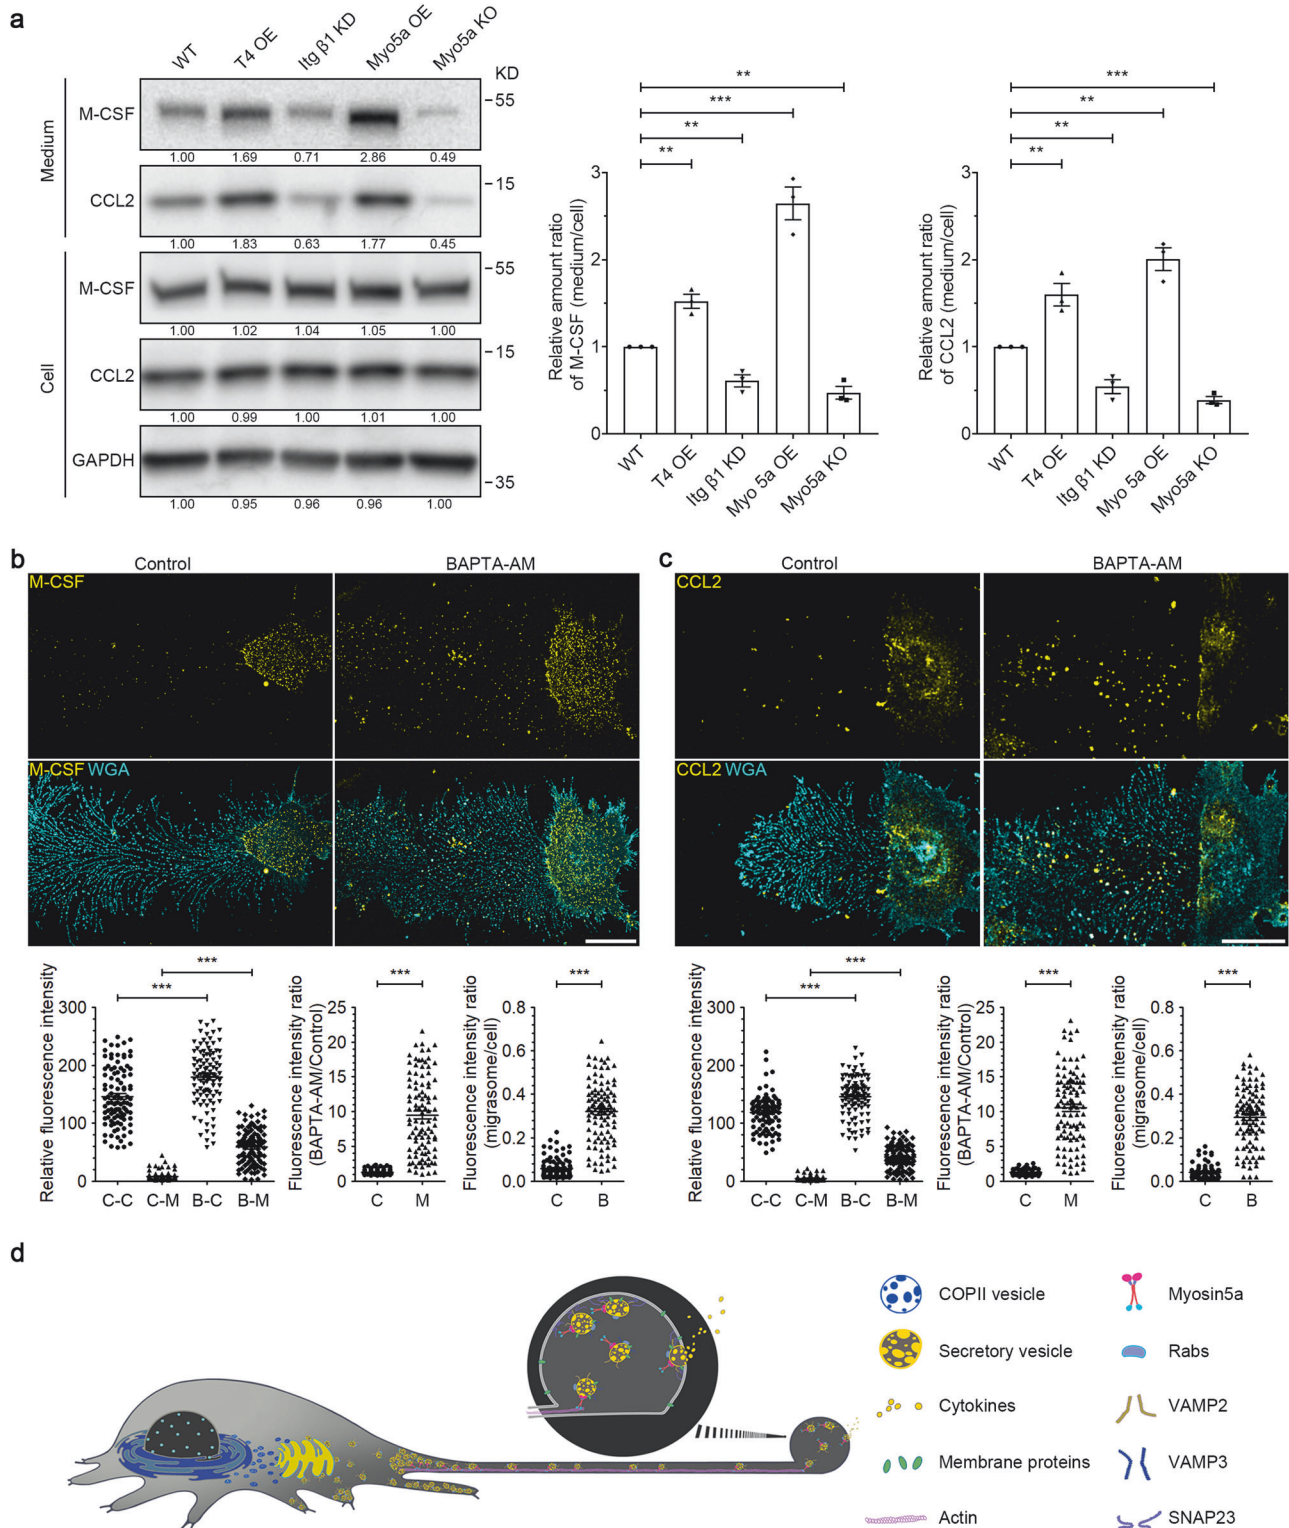 a
WT
T4 OE
Itg β1 KD
Myo5a OE
Myo5a KO
KD
Medium
M-CSF
55
1.00 1.69 0.71 2.86 0.49
CCL2
15
1.00 1.83 0.63 1.77 0.45
Cell
M-CSF
55
1.00 1.02 1.04 1.05 1.00
CCL2
15
1.00 0.99 1.00 1.01 1.00
GAPDH
35
1.00 0.95 0.96 0.96 1.00
Relative amount ratio
of M-CSF (medium/cell)
**
***
**
**
3
2
1
0
WT
T4 OE
Itg β1 KD
Myo 5a OE
Myo5a KO
Relative amount ratio
of CCL2 (medium/cell)
***
**
**
**
3
2
1
0
WT
T4 OE
Itg β1 KD
Myo 5a OE
Myo5a KO
b
Control
BAPTA-AM
M-CSF
M-CSF WGA
Relative fluorescence intensity
***
***
300
200
100
0
C-C C-M B-C B-M
Fluorescence intensity ratio
(BAPTA-AM/Control)
***
25
20
15
10
5
0
C M
Fluorescence intensity ratio
(migrasome/cell)
***
0.8
0.6
0.4
0.2
0.0
C B
c
Control
BAPTA-AM
CCL2
CCL2 WGA
Relative fluorescence intensity
***
***
300
200
100
0
C-C C-M B-C B-M
Fluorescence intensity ratio
(BAPTA-AM/Control)
***
25
20
15
10
5
0
C M
Fluorescence intensity ratio
(migrasome/cell)
***
0.8
0.6
0.4
0.2
0.0
C B
d
COPII vesicle
Secretory vesicle
Cytokines
Membrane proteins
Actin
Myosin5a
Rabs
VAMP2
VAMP3
SNAP23